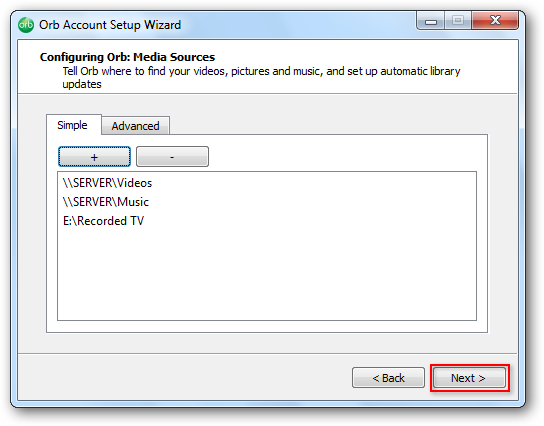 orb Orb Account Setup Wizard
Configuring Orb: Media Sources
Tell Orb where to find your videos, pictures and music, and set up automatic library
updates
Simple Advanced
+ -
\\SERVER\Videos
\\SERVER\Music
E:\Recorded TV
< Back Next >